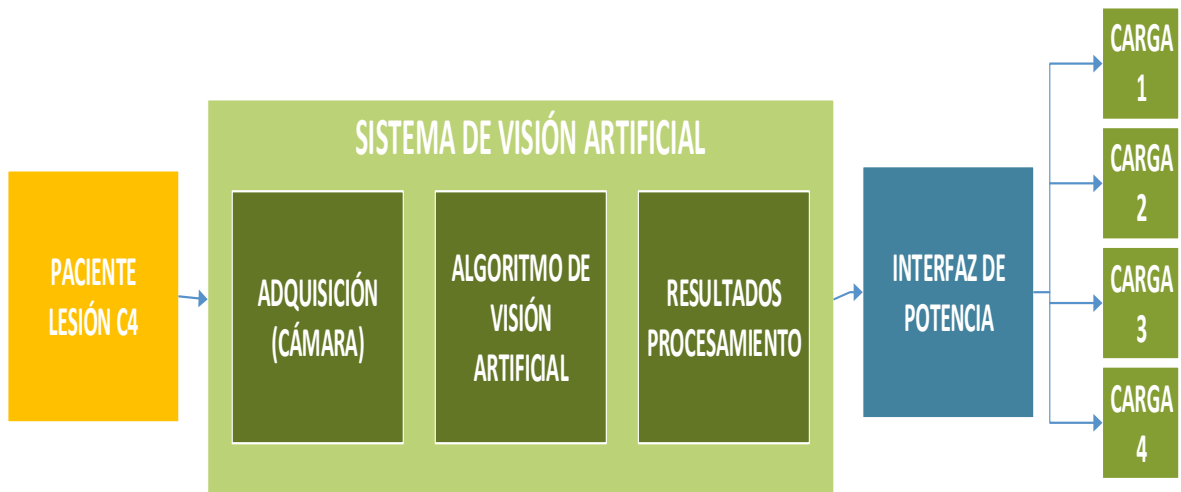 SISTEMA DE VISIÓN ARTIFICIAL
PACIENTE
LESIÓN C4
ADQUISICIÓN
(CÁMARA)
ALGORITMO DE
VISIÓN
ARTIFICIAL
RESULTADOS
PROCESAMIENTO
INTERFAZ DE
POTENCIA
CARGA
1
CARGA
2
CARGA
3
CARGA
4